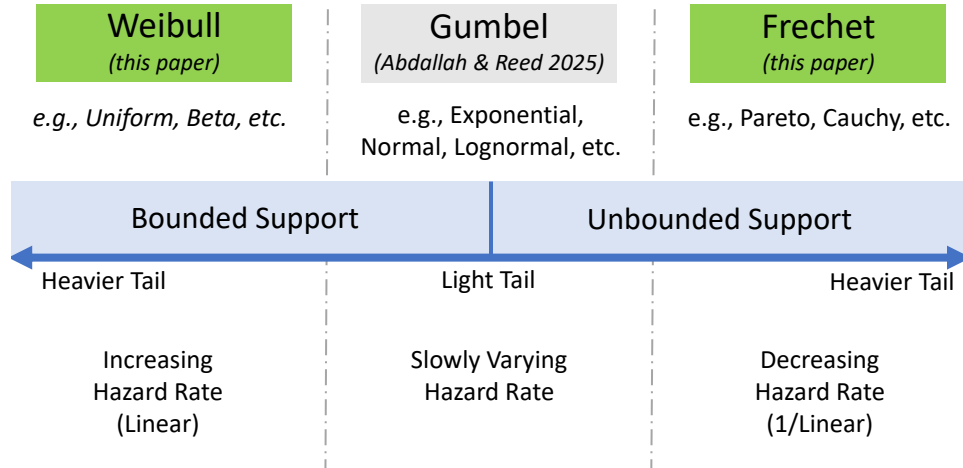 Weibull
(this paper)
Gumbel
(Abdallah & Reed 2025)
Frechet
(this paper)
e.g., Uniform, Beta, etc.
e.g., Exponential,
Normal, Lognormal, etc.
e.g., Pareto, Cauchy, etc.
Bounded Support
Unbounded Support
Heavier Tail
Light Tail
Heavier Tail
Increasing
Hazard Rate
(Linear)
Slowly Varying
Hazard Rate
Decreasing
Hazard Rate
(1/Linear)